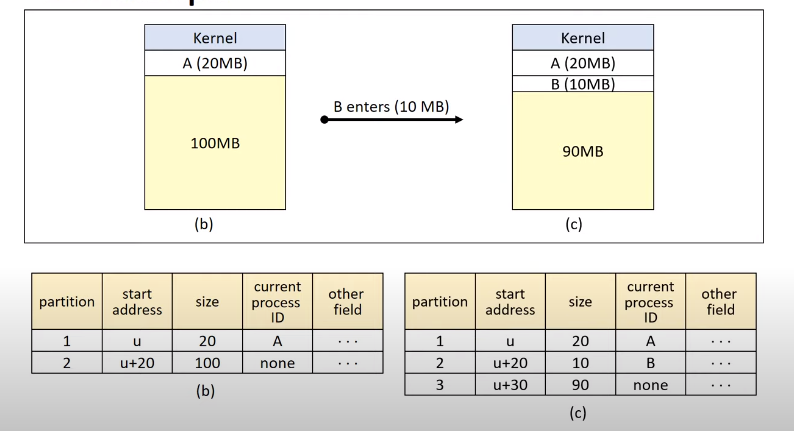 Kernel
A (20MB)
100MB
(b)
B enters (10 MB)
Kernel
A (20MB)
B (10MB)
90MB
(c)
partition start address size current process ID other field
1 u 20 A . . .
2 u+20 100 none . . .
(b)
partition start address size current process ID other field
1 u 20 A . . .
2 u+20 10 B . . .
3 u+30 90 none . . .
(c)